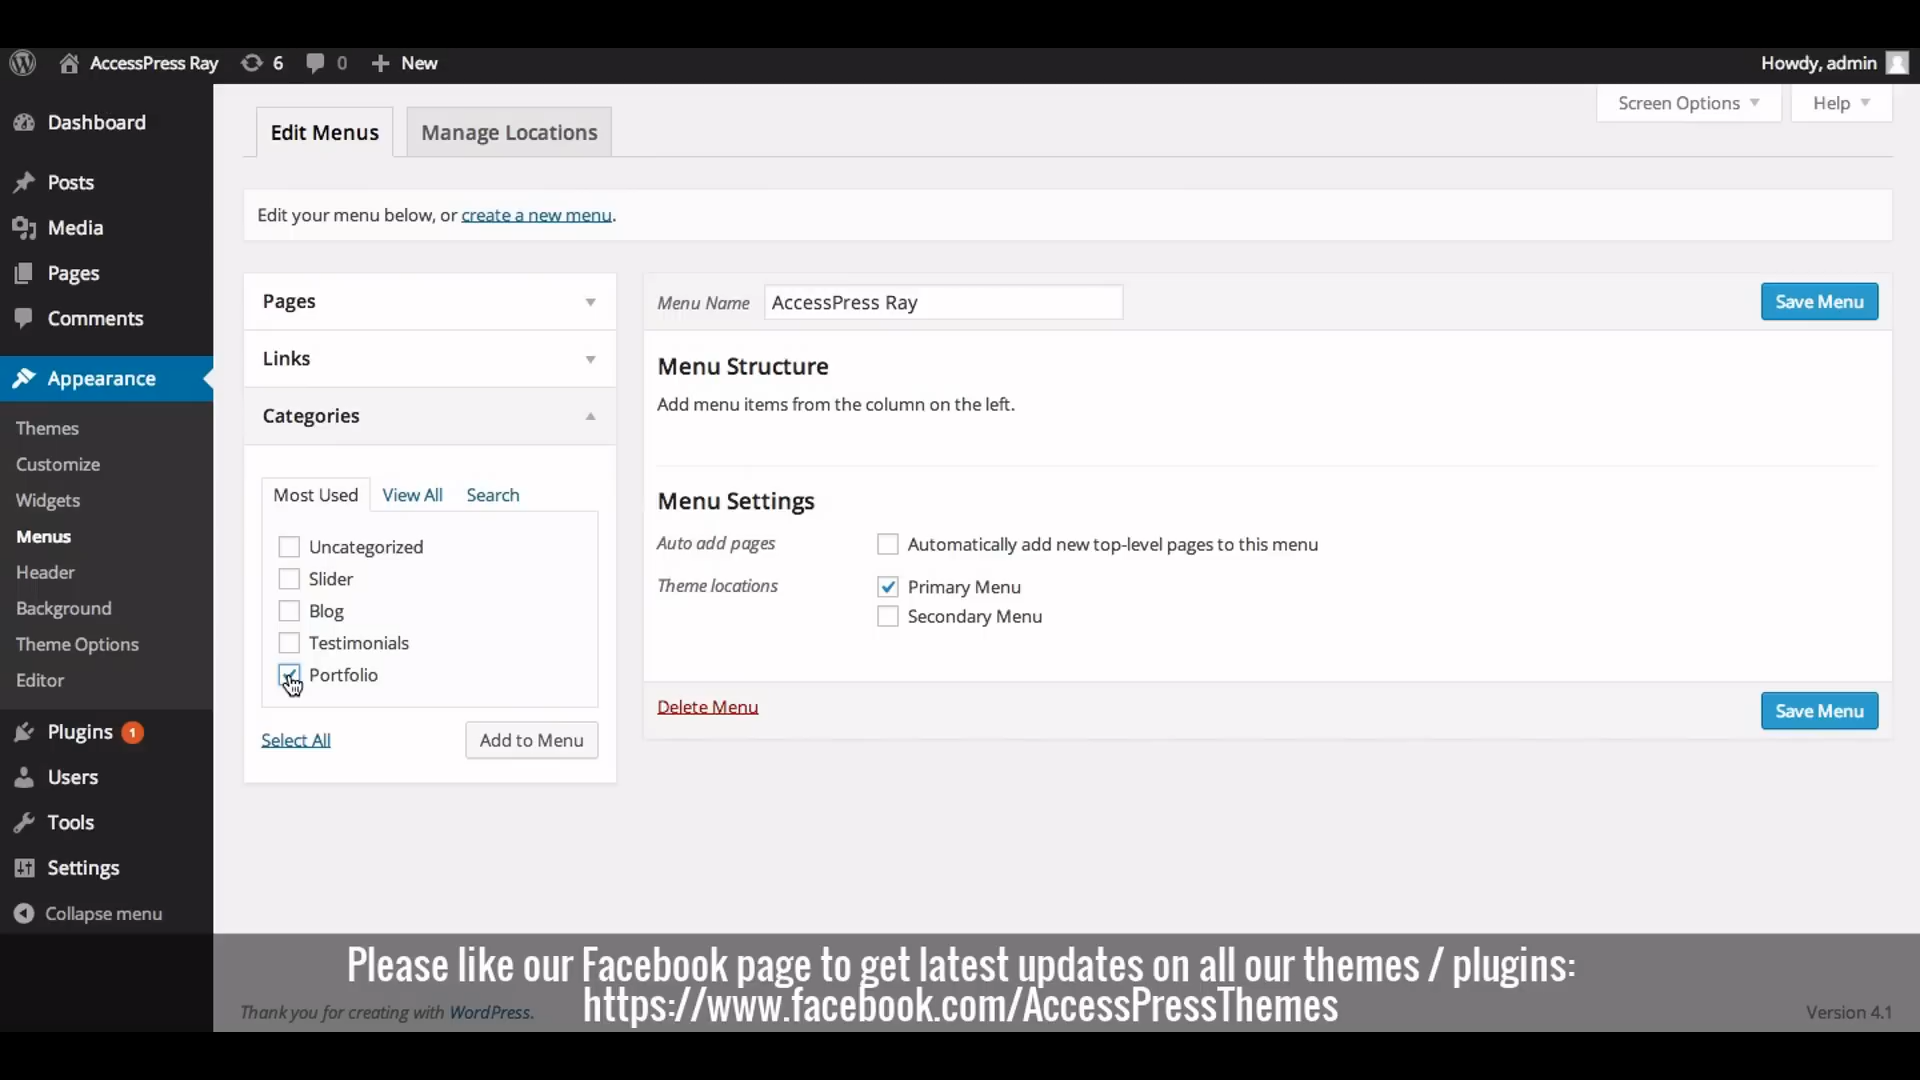 AccessPress Ray 6 0 New Howdy, admin
Screen Options Help
Dashboard
Posts
Media
Pages
Comments
Appearance
Themes
Customize
Widgets
Menus
Header
Background
Theme Options
Editor
Plugins 1
Users
Tools
Settings
Collapse menu
Edit Menus Manage Locations
Edit your menu below, or create a new menu.
Pages
Links
Categories
Most Used View All Search
Uncategorized
Slider
Blog
Testimonials
Portfolio
Select All Add to Menu
Menu Name AccessPress Ray Save Menu
Menu Structure
Add menu items from the column on the left.
Menu Settings
Auto add pages Automatically add new top-level pages to this menu
Theme locations Primary Menu
Secondary Menu
Delete Menu Save Menu
Please like our Facebook page to get latest updates on all our themes / plugins:
https://www.facebook.com/AccessPressThemes
Thank you for creating with WordPress. Version 4.1